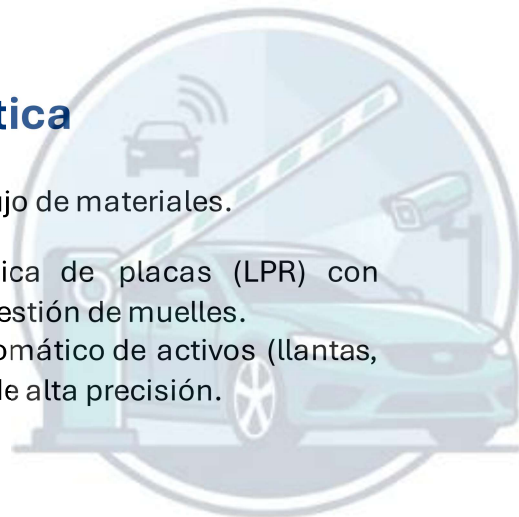 tica
jo de materiales.
ica de placas (LPR) con
estión de muelles.
omático de activos (llantas,
de alta precisión.